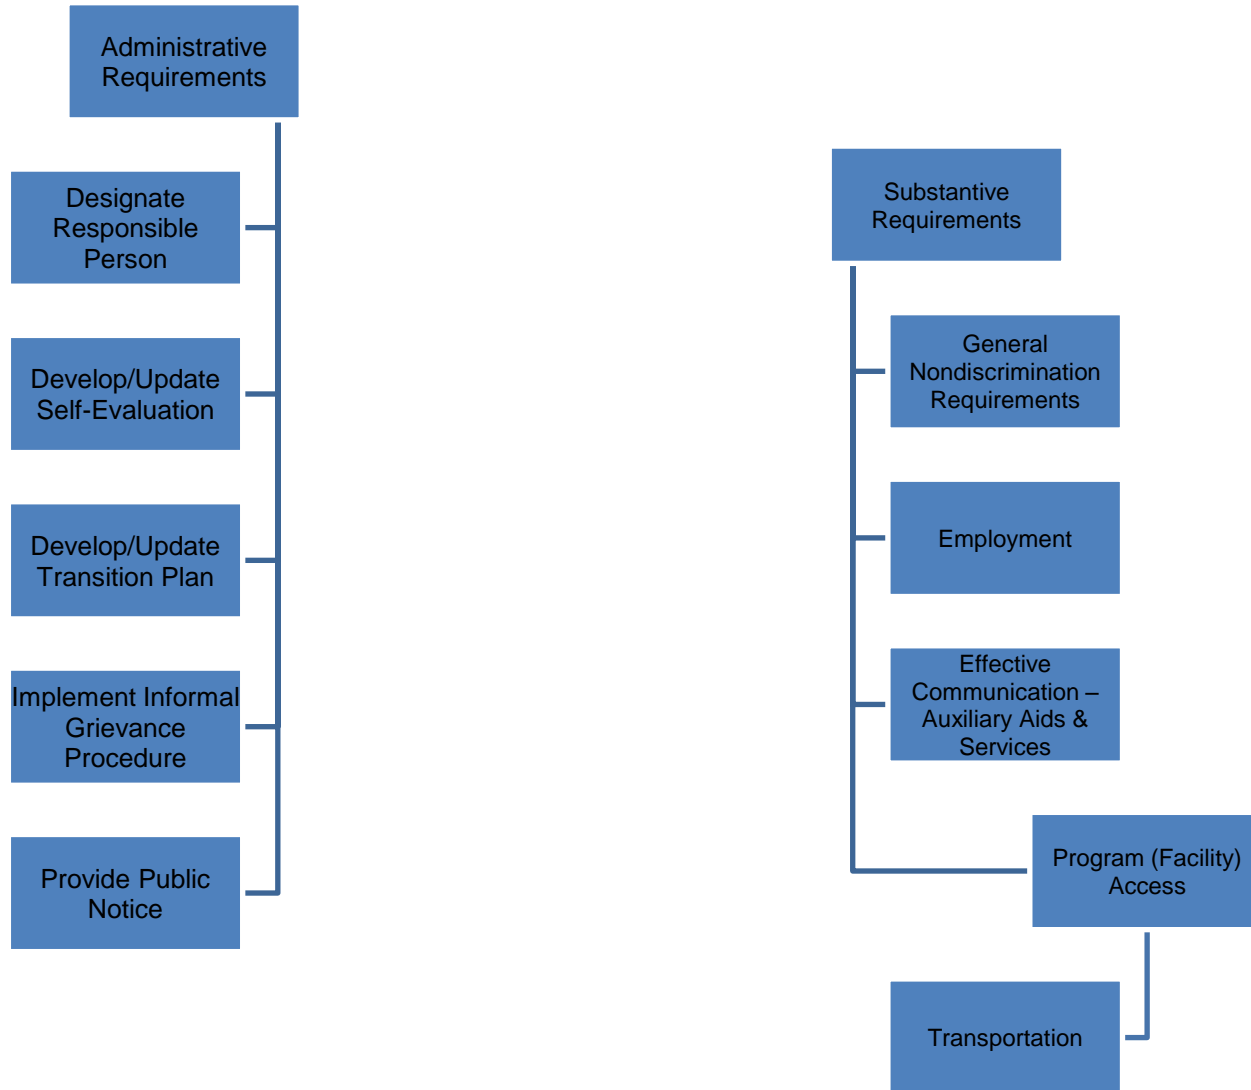 Administrative
Requirements
Designate
Responsible
Person
Develop/Update
Self-Evaluation
Develop/Update
Transition Plan
Implement Informal
Grievance
Procedure
Provide Public
Notice
Substantive
Requirements
General
Nondiscrimination
Requirements
Employment
Effective
Communication –
Auxiliary Aids &
Services
Program (Facility)
Access
Transportation